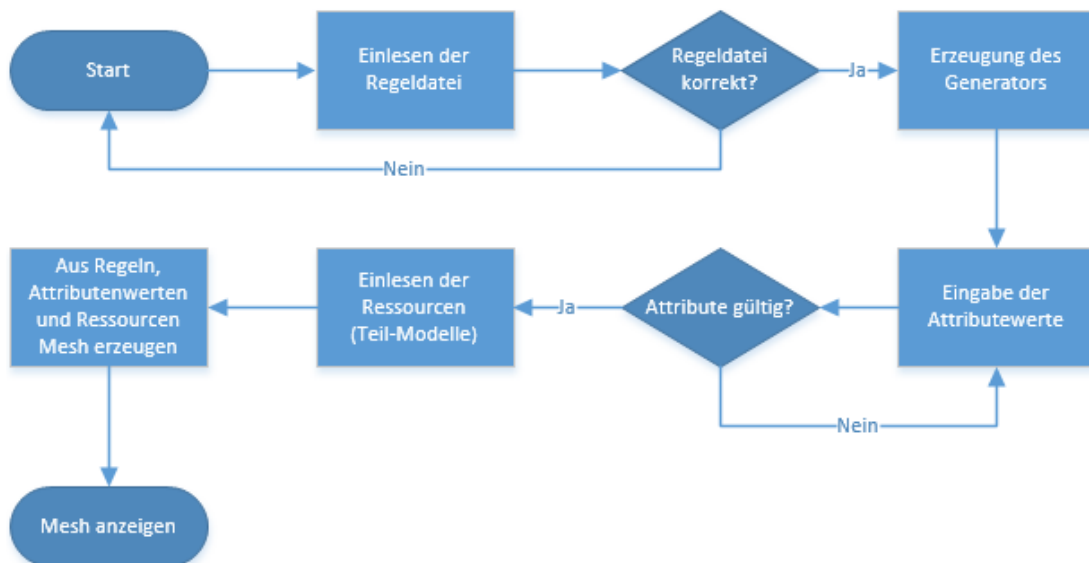 Start
Einlesen der
Regeldatei
Regeldatei
korrekt?
Ja
Erzeugung des
Generators
Nein
Aus Regeln,
Attributenwerten
und Ressourcen
Mesh erzeugen
Einlesen der
Ressourcen
(Teil-Modelle)
Ja
Attribute gültig?
Eingabe der
Attributewerte
Nein
Mesh anzeigen